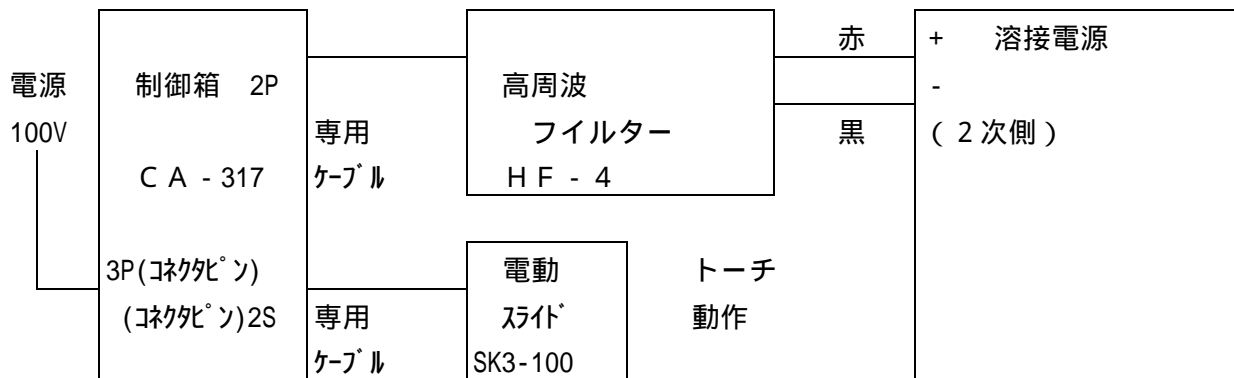 赤
+ 溶接電源
電源
制御箱 2P
高周波
-
100V
専用
フイルター
黒
(2次側)
CA-317
ｹｰﾌﾞﾙ
HF-4
3P(ｺﾈｸﾀﾋﾟﾝ)
電動
トーチ
(ｺﾈｸﾀﾋﾟﾝ)2S
専用
ｽﾗｲﾄﾞ
動作
ｹｰﾌﾞﾙ
SK3-100